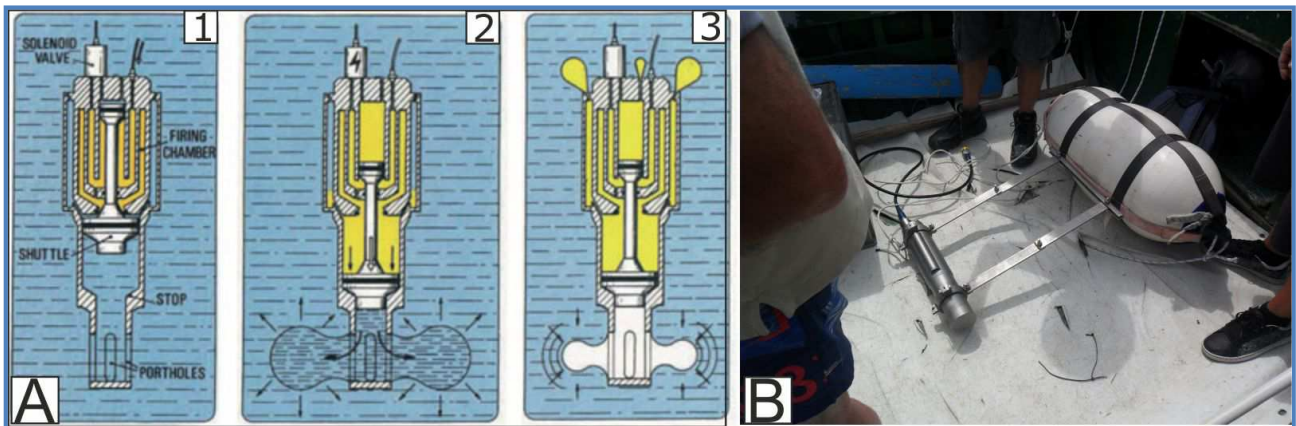 1
SOLENOID
VALVE
FIRING
CHAMBER
SHUTTLE
STOP
PORTHOLES
A
2
3
B